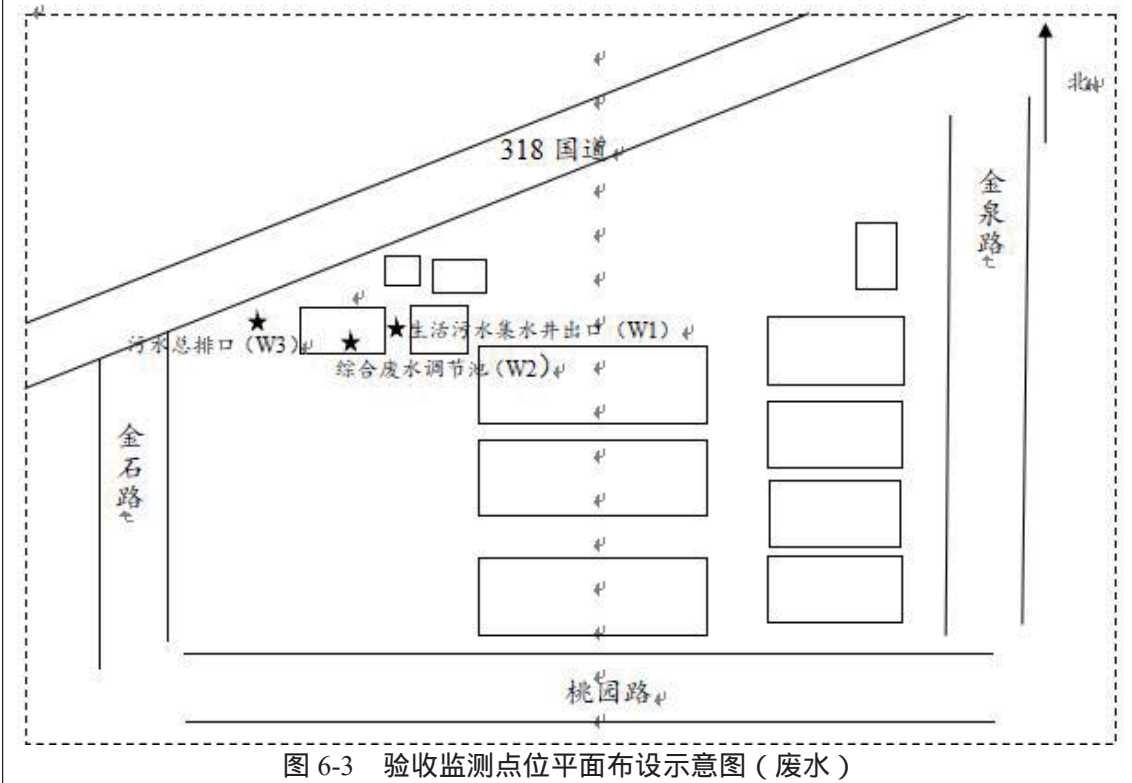 北
318 国道
金泉路
污水总排口（W3）
生活污水集水井出口（W1）
综合废水调节池（W2）
金石路
桃园路
图 6-3 验收监测点位平面布设示意图（废水）